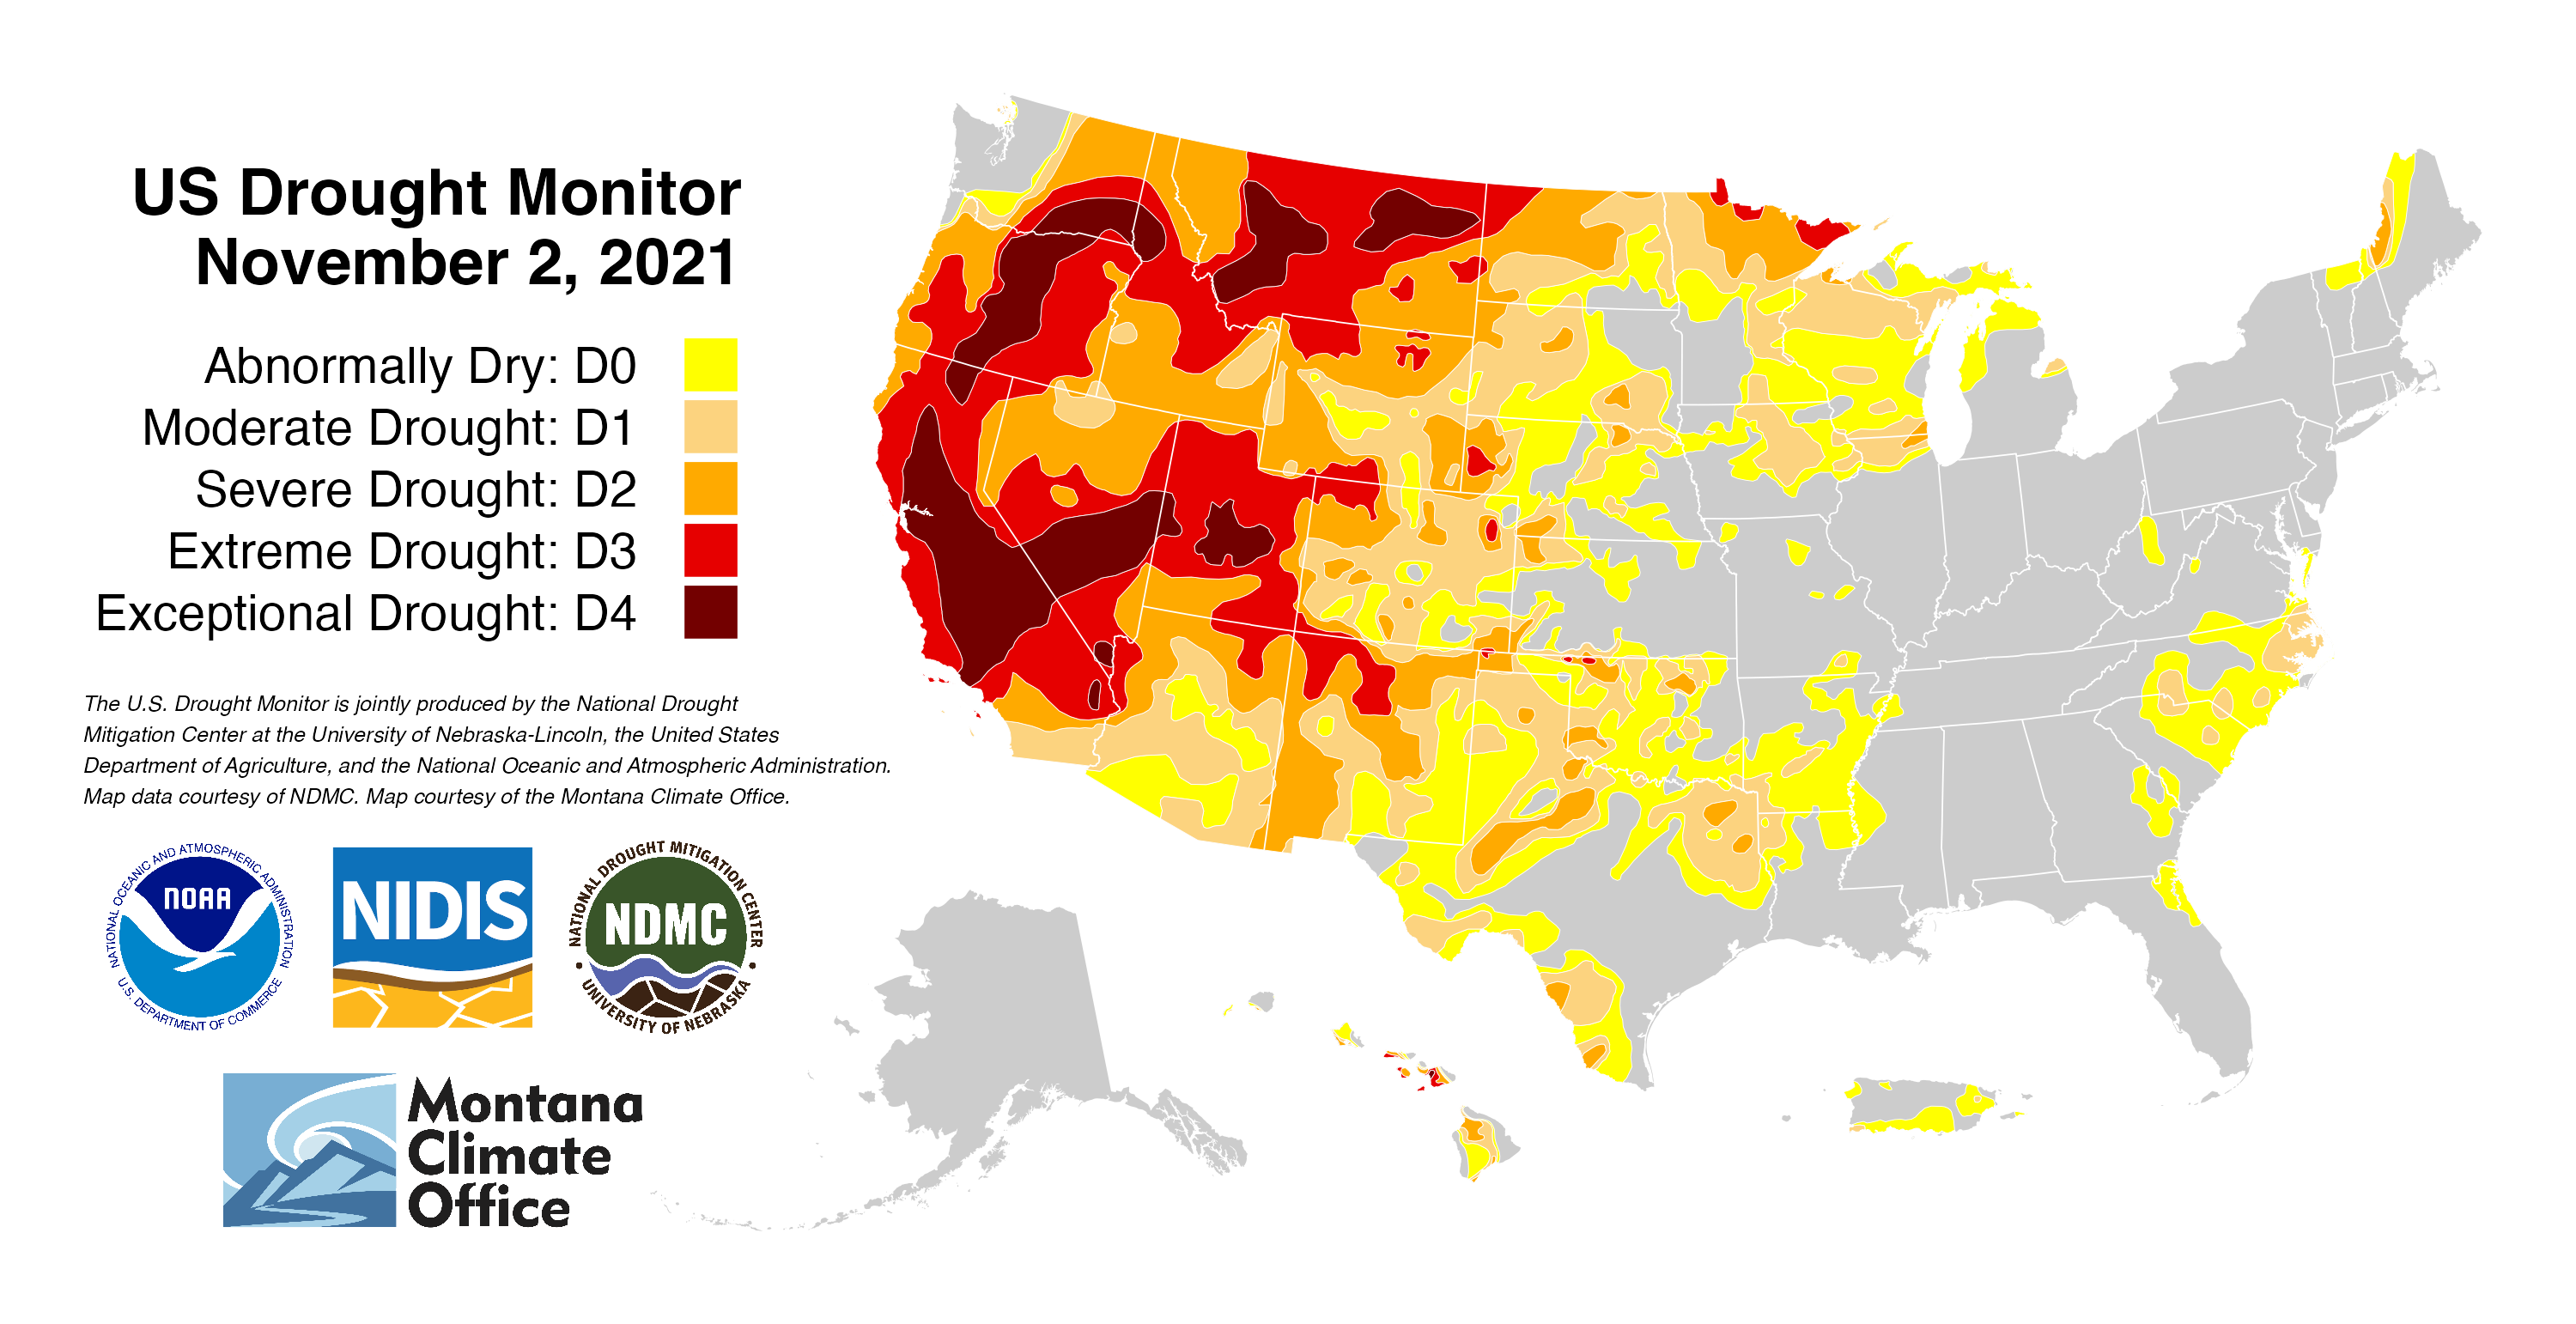 US Drought Monitor
November 2, 2021
Abnormally Dry: D0
Moderate Drought: D1
Severe Drought: D2
Extreme Drought: D3
Exceptional Drought: D4
The U.S. Drought Monitor is jointly produced by the National Drought
Mitigation Center at the University of Nebraska-Lincoln, the United States
Department of Agriculture, and the National Oceanic and Atmospheric Administration.
Map data courtesy of NDMC. Map courtesy of the Montana Climate Office.
NATIONAL OCEANIC AND ATMOSPHERIC ADMINISTRATION
NOAA
U.S. DEPARTMENT OF COMMERCE
NIDIS
NATIONAL DROUGHT MITIGATION CENTER
NDMC
UNIVERSITY OF NEBRASKA
Montana
Climate
Office